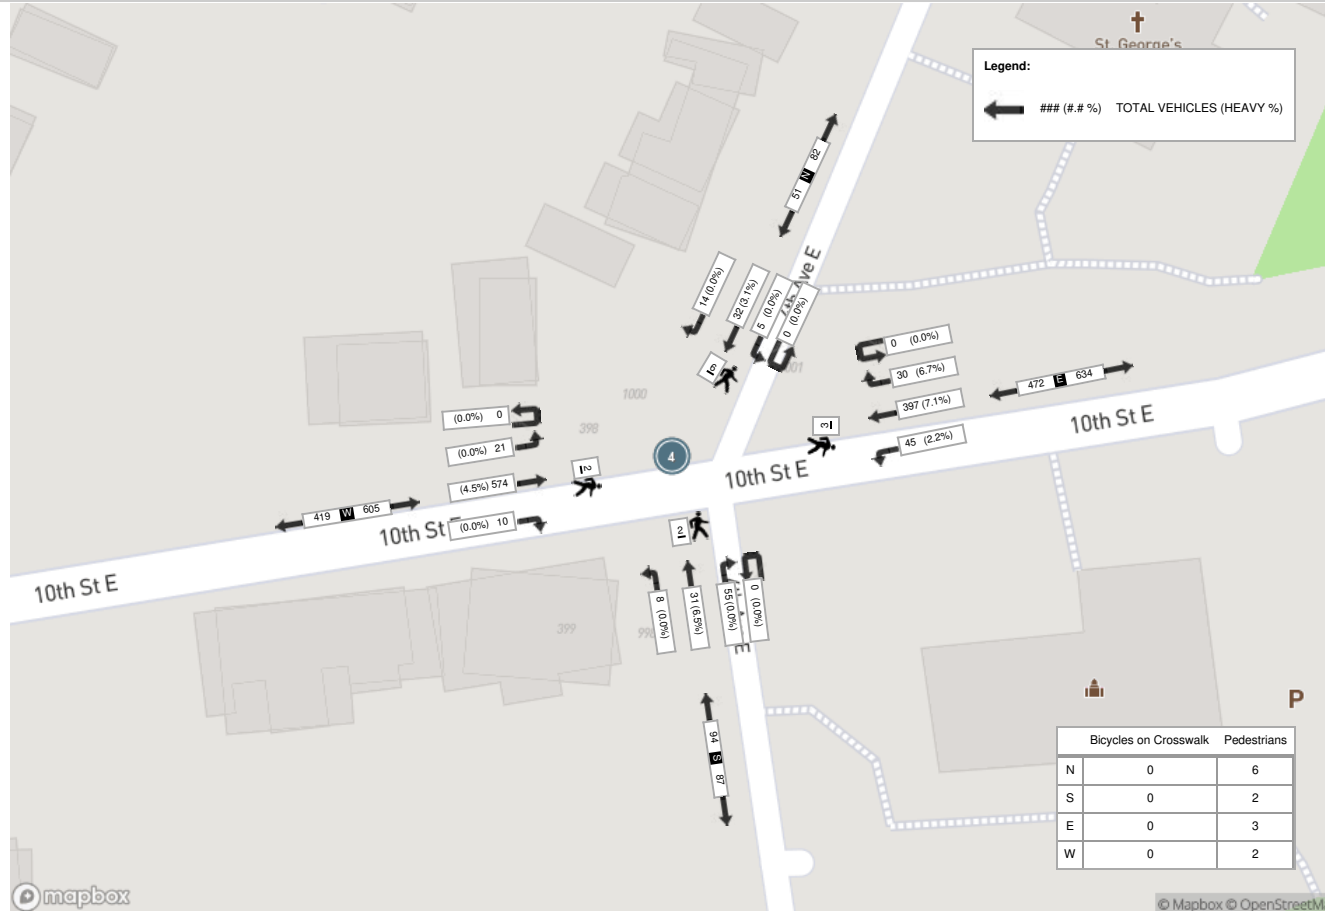 St. George's
Legend:
### (#.# %) TOTAL VEHICLES (HEAVY %)
51 N 82
14 (0.0%)
32 (3.1%)
5 (0.0%)
0 (0.0%)
Ave E
6
1000
398
0 (0.0%)
30 (6.7%)
397 (7.1%)
45 (2.2%)
472 E 634
3
10th St E
10th St E
4
(0.0%) 0
(0.0%) 21
(4.5%) 574
(0.0%) 10
2
419 W 605
10th St
10th St E
2
8 (0.0%)
31 (6.5%)
55 (0.0%)
0 (0.0%)
E
399
94 S 87
P
Bicycles on Crosswalk Pedestrians
N 0 6
S 0 2
E 0 3
W 0 2
mapbox
© Mapbox © OpenStreetM